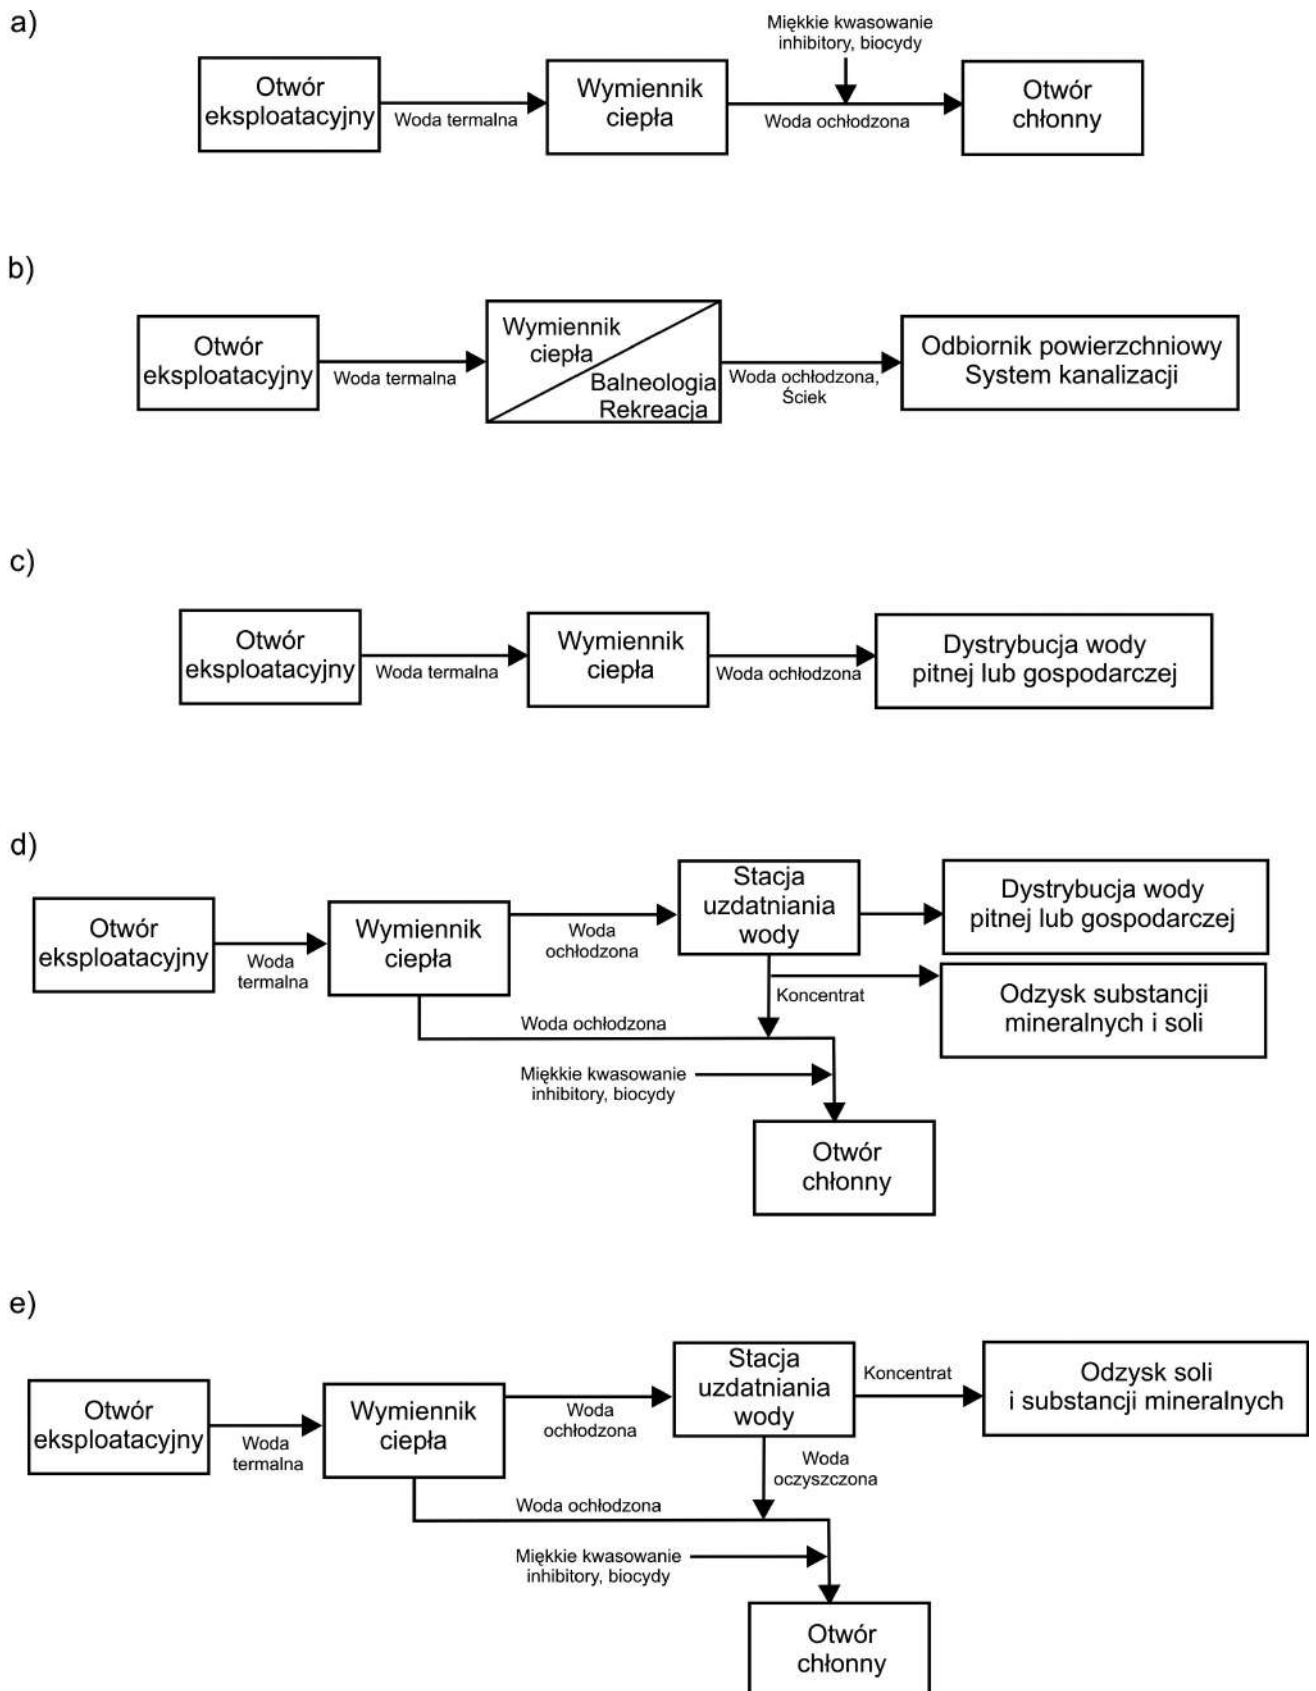 a)
Miękkie kwasowanie
inhibitory, biocydy
Otwór
eksploatacyjny
Woda termalna
Wymiennik
ciepła
Woda ochłodzona
Otwór
chłonny
b)
Otwór
eksploatacyjny
Woda termalna
Wymiennik
ciepła
Balneologia
Rekreacja
Woda ochłodzona,
Ściek
Odbiornik powierzchniowy
System kanalizacji
c)
Otwór
eksploatacyjny
Woda termalna
Wymiennik
ciepła
Woda ochłodzona
Dystrybucja wody
pitnej lub gospodarczej
d)
Otwór
eksploatacyjny
Woda
termalna
Wymiennik
ciepła
Woda
ochłodzona
Stacja
uzdatniania
wody
Dystrybucja wody
pitnej lub gospodarczej
Koncentrat
Odzysk substancji
mineralnych i soli
Woda ochłodzona
Miękkie kwasowanie
inhibitory, biocydy
Otwór
chłonny
e)
Otwór
eksploatacyjny
Woda
termalna
Wymiennik
ciepła
Woda
ochłodzona
Stacja
uzdatniania
wody
Koncentrat
Odzysk soli
i substancji mineralnych
Woda
oczyszczona
Woda ochłodzona
Miękkie kwasowanie
inhibitory, biocydy
Otwór
chłonny